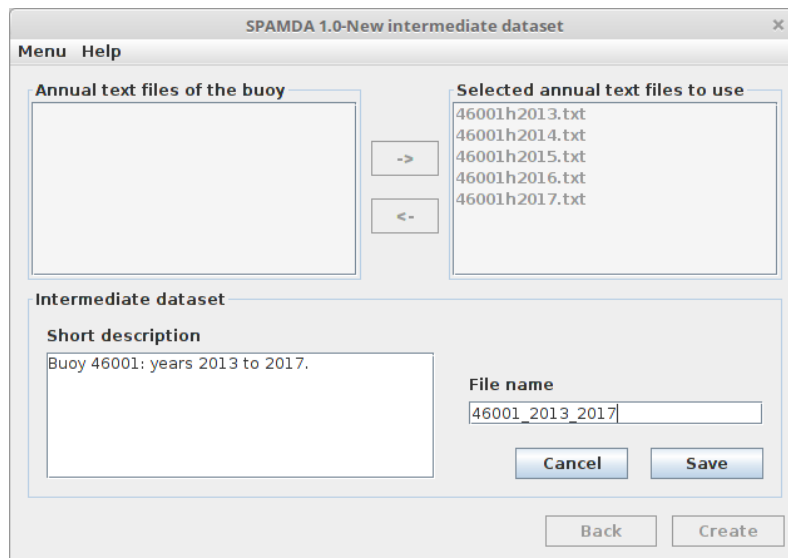 SPAMDA 1.0-New intermediate dataset
×
Menu Help
Annual text files of the buoy
Selected annual text files to use
46001h2013.txt
46001h2014.txt
46001h2015.txt
46001h2016.txt
46001h2017.txt
->
<-
Intermediate dataset
Short description
Buoy 46001: years 2013 to 2017.
File name
46001_2013_2017
Cancel
Save
Back
Create